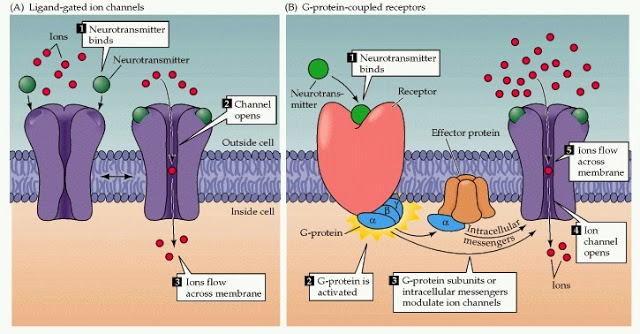 (A) Ligand-gated ion channels
Ions
1 Neurotransmitter
binds
Neurotransmitter
2 Channel
opens
Outside cell
Inside cell
3 Ions flow
across membrane
(B) G-protein-coupled receptors
1 Neurotransmitter
binds
Neurotrans-
mitter
Receptor
Effector protein
5 Ions flow
across
membrane
γ
β
α
α
G-protein
Intracellular
messengers
4 Ion
channel
opens
2 G-protein is
activated
3 G-protein subunits or
intracellular messengers
modulate ion channels
Ions